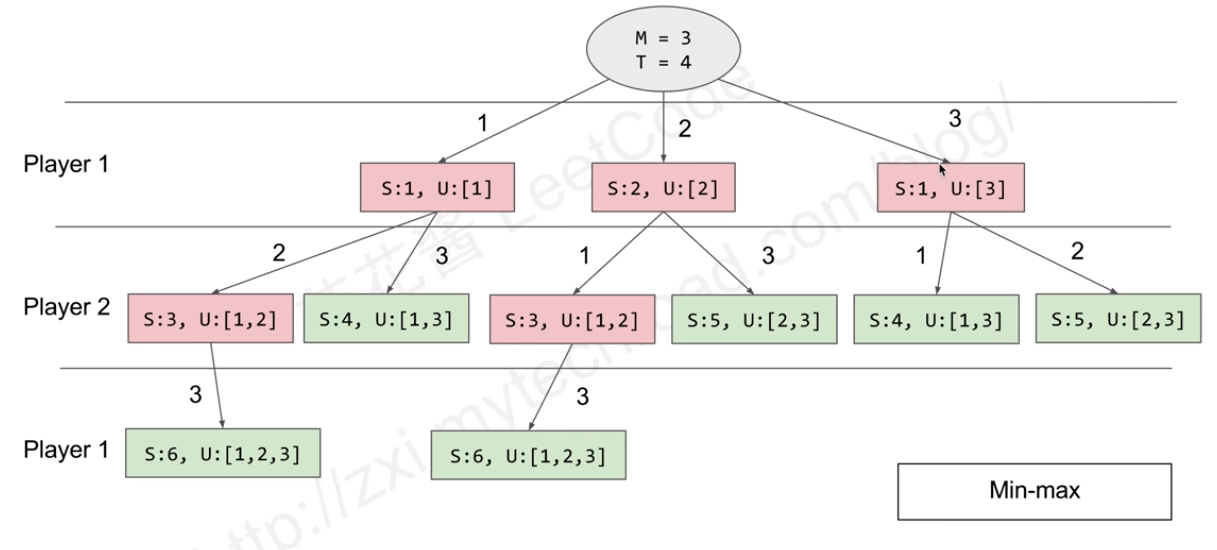 M = 3
T = 4
1
2
3
Player 1
S:1, U:[1]
S:2, U:[2]
S:1, U:[3]
2
3
1
3
1
2
Player 2
S:3, U:[1,2]
S:4, U:[1,3]
S:3, U:[1,2]
S:5, U:[2,3]
S:4, U:[1,3]
S:5, U:[2,3]
3
3
Player 1
S:6, U:[1,2,3]
S:6, U:[1,2,3]
Min-max
花酱 LeetCode
http://zxi.mytechroad.com/blog/